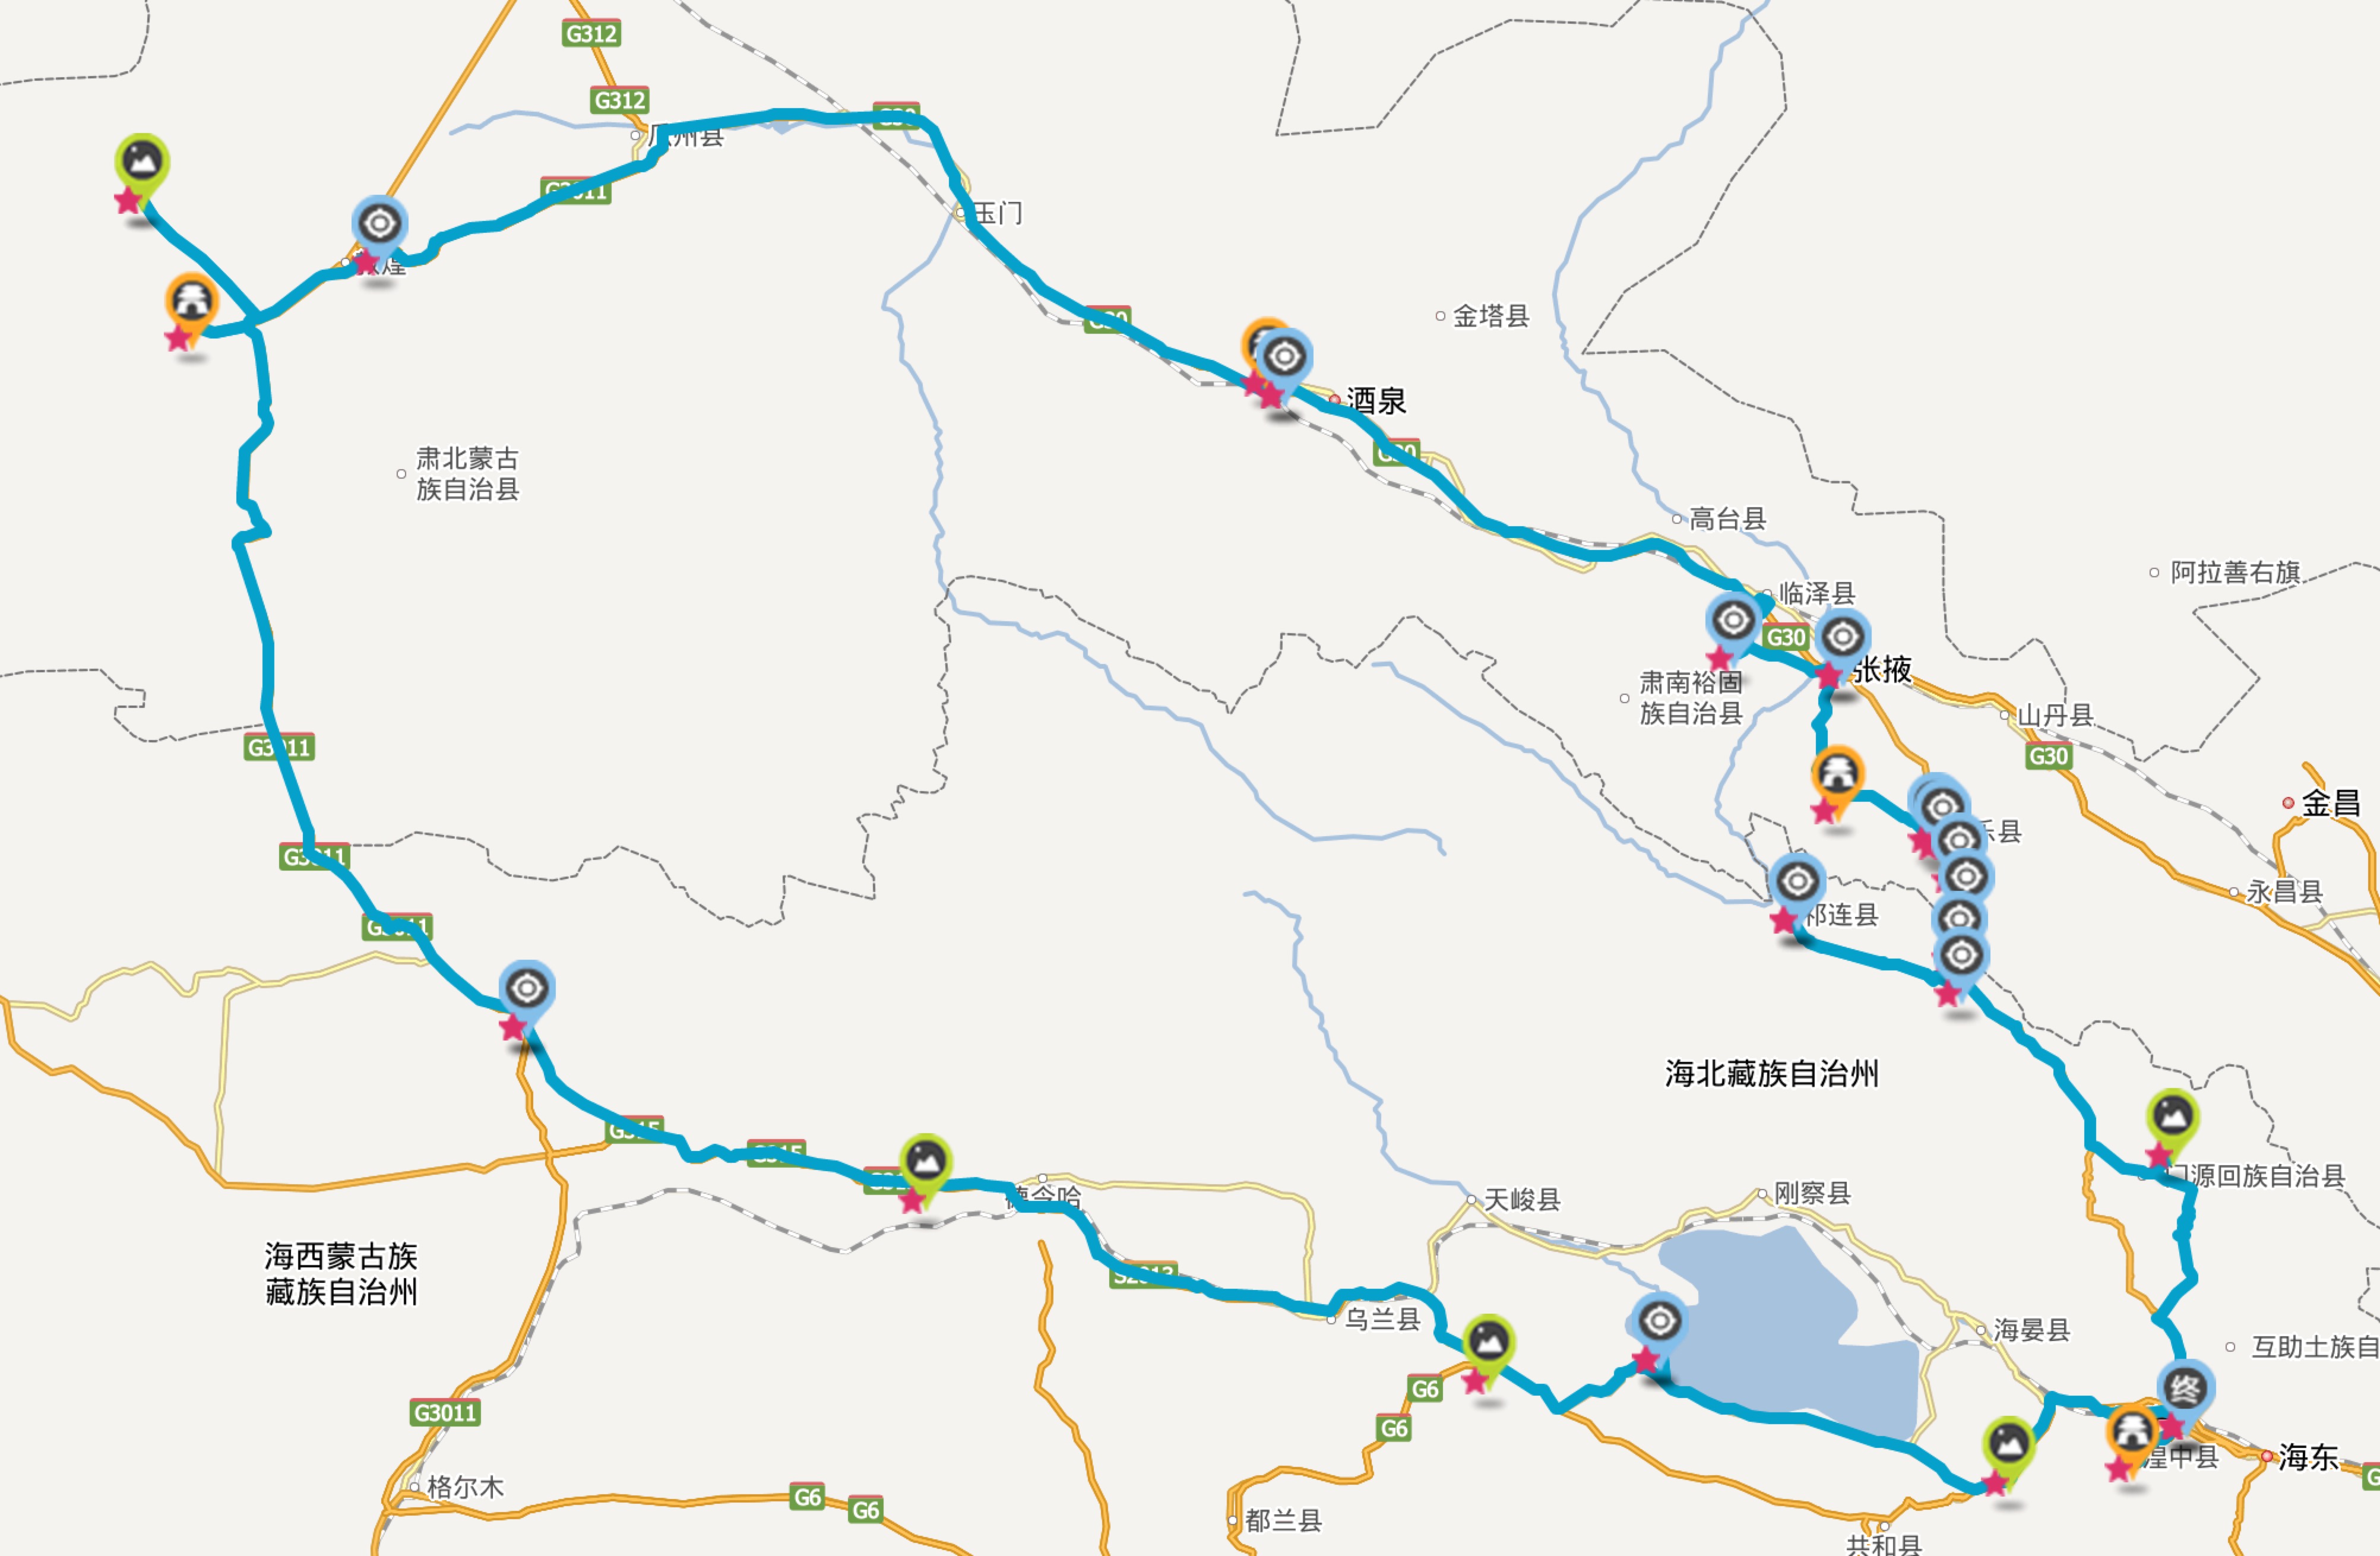 G312
G312
瓜州县
G30
G3011
玉门
敦煌
G30
金塔县
酒泉
G30
肃北蒙古
族自治县
高台县
临泽县
阿拉善右旗
G30
张掖
肃南裕固
族自治县
山丹县
G30
G3011
金昌
乐县
G3011
永昌县
祁连县
G3011
海北藏族自治州
G315
G315
门源回族自治县
德令哈
天峻县
刚察县
海西蒙古族
藏族自治州
S2013
乌兰县
海晏县
互助土族自
G6
终
G3011
G6
湟中县
海东
格尔木
G6
G6
都兰县
共和县